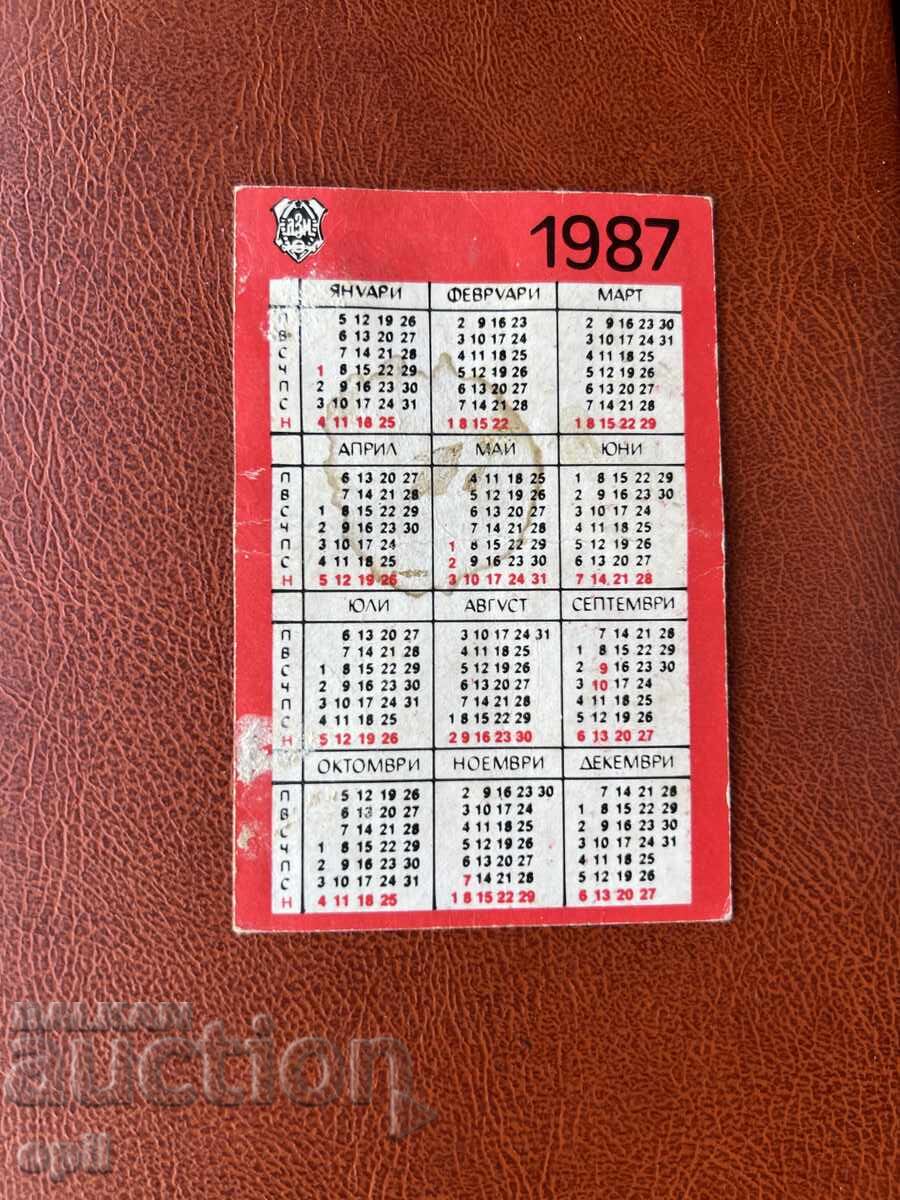 ДЗИ
1987
ЯНУАРИ ФЕВРУАРИ МАРТ
П 5 12 19 26 2 9 16 23 2 9 16 23 30
В 6 13 20 27 3 10 17 24 3 10 17 24 31
С 7 14 21 28 4 11 18 25 4 11 18 25
Ч 1 8 15 22 29 5 12 19 26 5 12 19 26
П 2 9 16 23 30 6 13 20 27 6 13 20 27
С 3 10 17 24 31 7 14 21 28 7 14 21 28
Н 4 11 18 25 1 8 15 22 1 8 15 22 29
АПРИЛ МАЙ ЮНИ
П 6 13 20 27 4 11 18 25 1 8 15 22 29
В 7 14 21 28 5 12 19 26 2 9 16 23 30
С 1 8 15 22 29 6 13 20 27 3 10 17 24
Ч 2 9 16 23 30 7 14 21 28 4 11 18 25
П 3 10 17 24 1 8 15 22 29 5 12 19 26
С 4 11 18 25 2 9 16 23 30 6 13 20 27
Н 5 12 19 26 3 10 17 24 31 7 14 21 28
ЮЛИ АВГУСТ СЕПТЕМВРИ
П 6 13 20 27 3 10 17 24 31 7 14 21 28
В 7 14 21 28 4 11 18 25 1 8 15 22 29
С 1 8 15 22 29 5 12 19 26 2 9 16 23 30
Ч 2 9 16 23 30 6 13 20 27 3 10 17 24
П 3 10 17 24 31 7 14 21 28 4 11 18 25
С 4 11 18 25 1 8 15 22 29 5 12 19 26
Н 5 12 19 26 2 9 16 23 30 6 13 20 27
ОКТОМВРИ НОЕМВРИ ДЕКЕМВРИ
П 5 12 19 26 2 9 16 23 30 7 14 21 28
В 6 13 20 27 3 10 17 24 1 8 15 22 29
С 7 14 21 28 4 11 18 25 2 9 16 23 30
Ч 1 8 15 22 29 5 12 19 26 3 10 17 24 31
П 2 9 16 23 30 6 13 20 27 4 11 18 25
С 3 10 17 24 31 7 14 21 28 5 12 19 26
Н 4 11 18 25 1 8 15 22 29 6 13 20 27
BALKAN
auction
epil